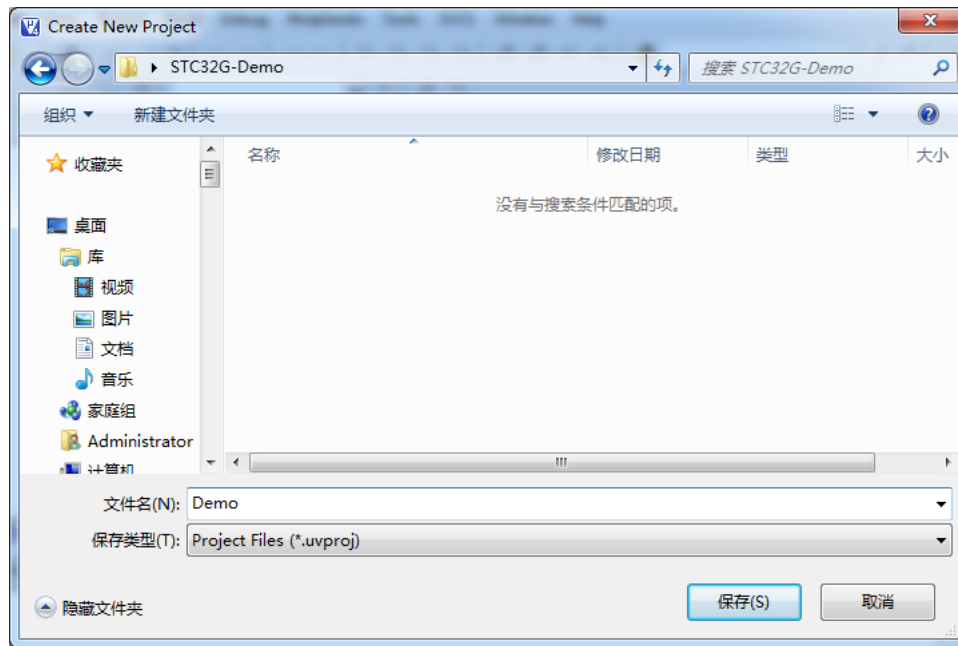 Create New Project
STC32G-Demo
搜索 STC32G-Demo
组织
新建文件夹
名称
修改日期
类型
大小
没有与搜索条件匹配的项。
收藏夹
桌面
库
视频
图片
文档
音乐
家庭组
Administrator
计算机
文件名(N): Demo
保存类型(T): Project Files (*.uvproj)
隐藏文件夹
保存(S)
取消